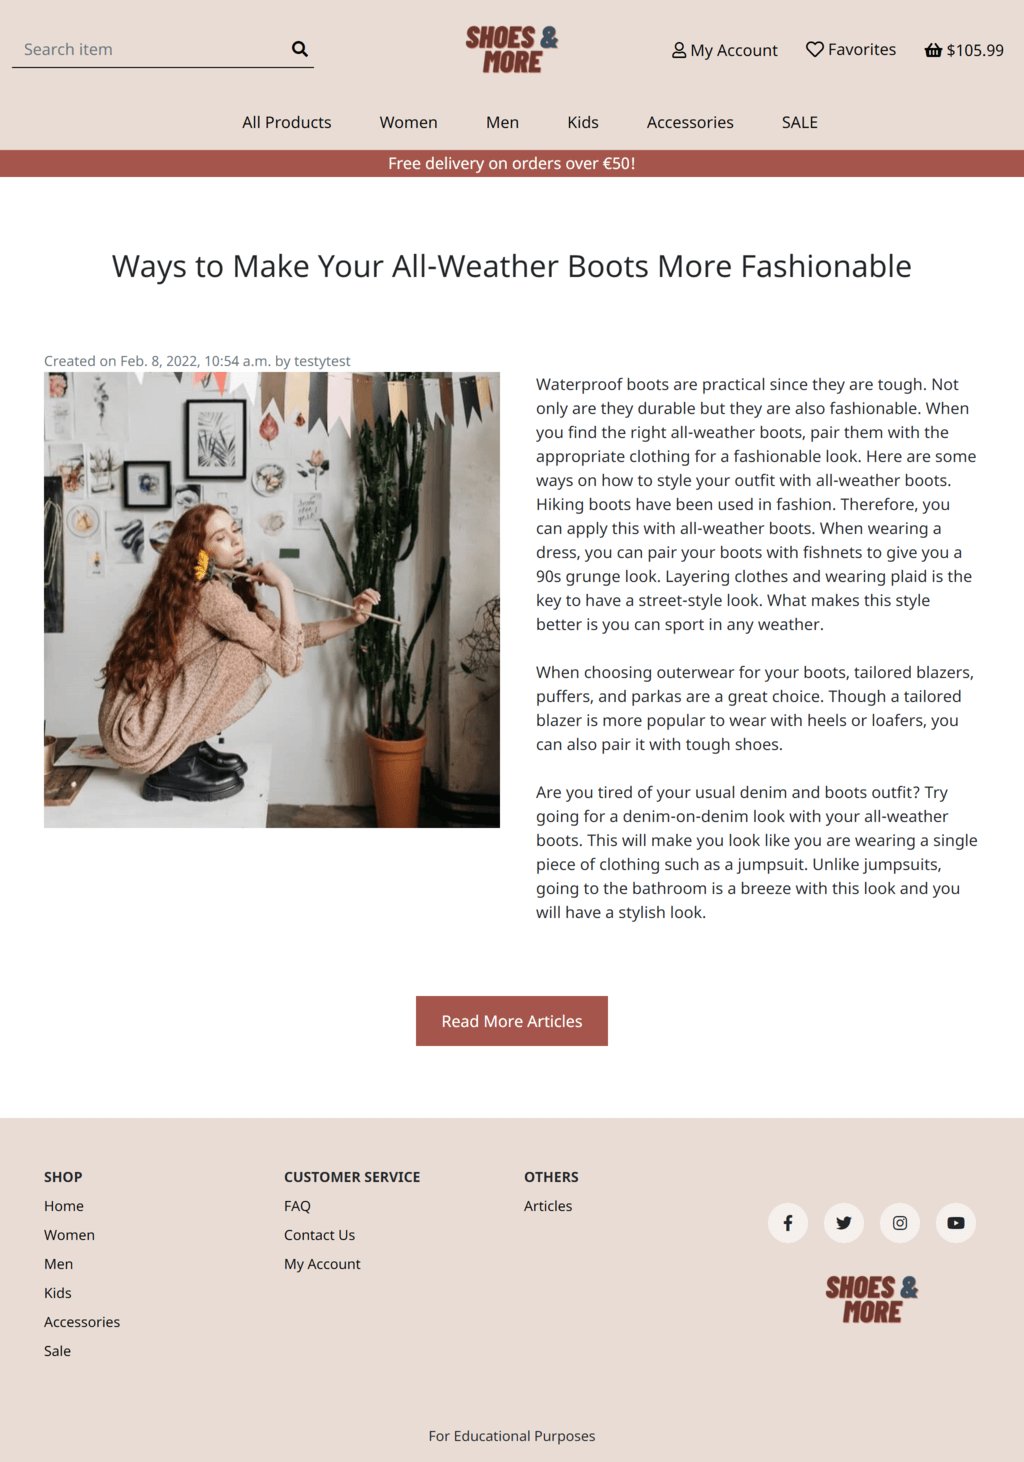 Search item
SHOES &
MORE
My Account
Favorites
$105.99
All Products
Women
Men
Kids
Accessories
SALE
Free delivery on orders over €50!
Ways to Make Your All-Weather Boots More Fashionable
Created on Feb. 8, 2022, 10:54 a.m. by testytest
Waterproof boots are practical since they are tough. Not
only are they durable but they are also fashionable. When
you find the right all-weather boots, pair them with the
appropriate clothing for a fashionable look. Here are some
ways on how to style your outfit with all-weather boots.
Hiking boots have been used in fashion. Therefore, you
can apply this with all-weather boots. When wearing a
dress, you can pair your boots with fishnets to give you a
90s grunge look. Layering clothes and wearing plaid is the
key to have a street-style look. What makes this style
better is you can sport in any weather.
When choosing outerwear for your boots, tailored blazers,
puffers, and parkas are a great choice. Though a tailored
blazer is more popular to wear with heels or loafers, you
can also pair it with tough shoes.
Are you tired of your usual denim and boots outfit? Try
going for a denim-on-denim look with your all-weather
boots. This will make you look like you are wearing a single
piece of clothing such as a jumpsuit. Unlike jumpsuits,
going to the bathroom is a breeze with this look and you
will have a stylish look.
Read More Articles
SHOP
Home
Women
Men
Kids
Accessories
Sale
CUSTOMER SERVICE
FAQ
Contact Us
My Account
OTHERS
Articles
SHOES &
MORE
For Educational Purposes